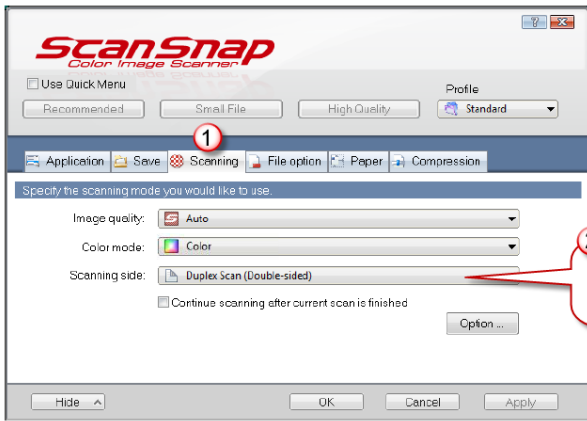 ScanSnap
Color Image Scanner
Use Quick Menu
Profile
Recommended Small File High Quality Standard
1
Application Save Scanning File option Paper Compression
Specify the scanning mode you would like to use.
Image quality: Auto
Color mode: Color
2
Scanning side: Duplex Scan (Double-sided)
Continue scanning after current scan is finished
Option ...
Hide OK Cancel Apply